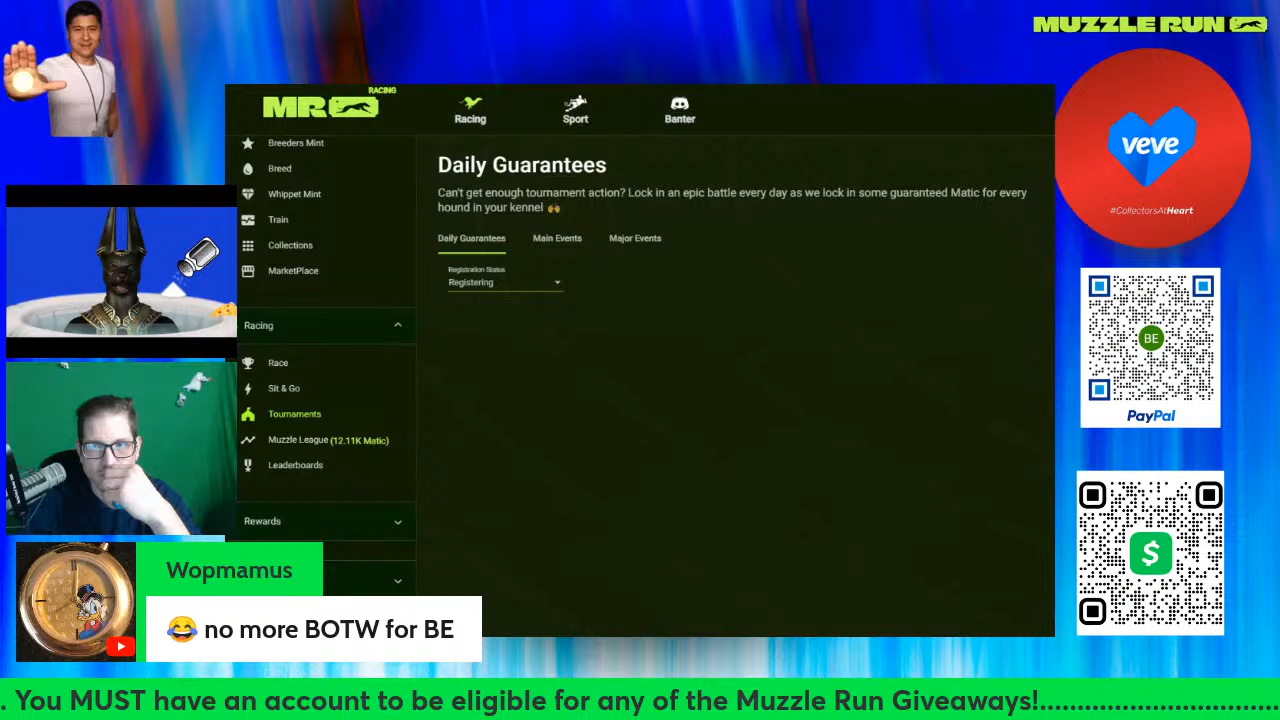 MUZZLE RUN
MR RACING
Racing
Sport
Banter
Breeders Mint
Breed
Whippet Mint
Train
Collections
MarketPlace
Racing
Race
Sit & Go
Tournaments
Muzzle League (12.11K Matic)
Leaderboards
Rewards
Daily Guarantees
Can't get enough tournament action? Lock in an epic battle every day as we lock in some guaranteed Matic for every
hound in your kennel 🙌
Daily Guarantees
Main Events
Major Events
Registration Status
Registering
veve
#CollectorsAtHeart
BE
PayPal
$
Wopmamus
😂 no more BOTW for BE
. You MUST have an account to be eligible for any of the Muzzle Run Giveaways!................................